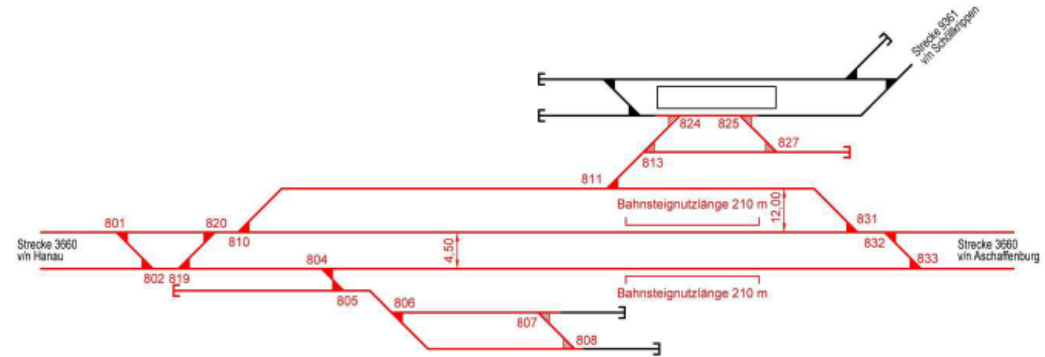 Strecke 9361
v/n Schöllkrippen
824
825
827
813
811
Bahnsteignutzlänge 210 m
12,00
801
820
810
831
832
Strecke 3660
v/n Hanau
4,50
Strecke 3660
v/n Aschaffenburg
802
819
804
833
805
Bahnsteignutzlänge 210 m
806
807
808